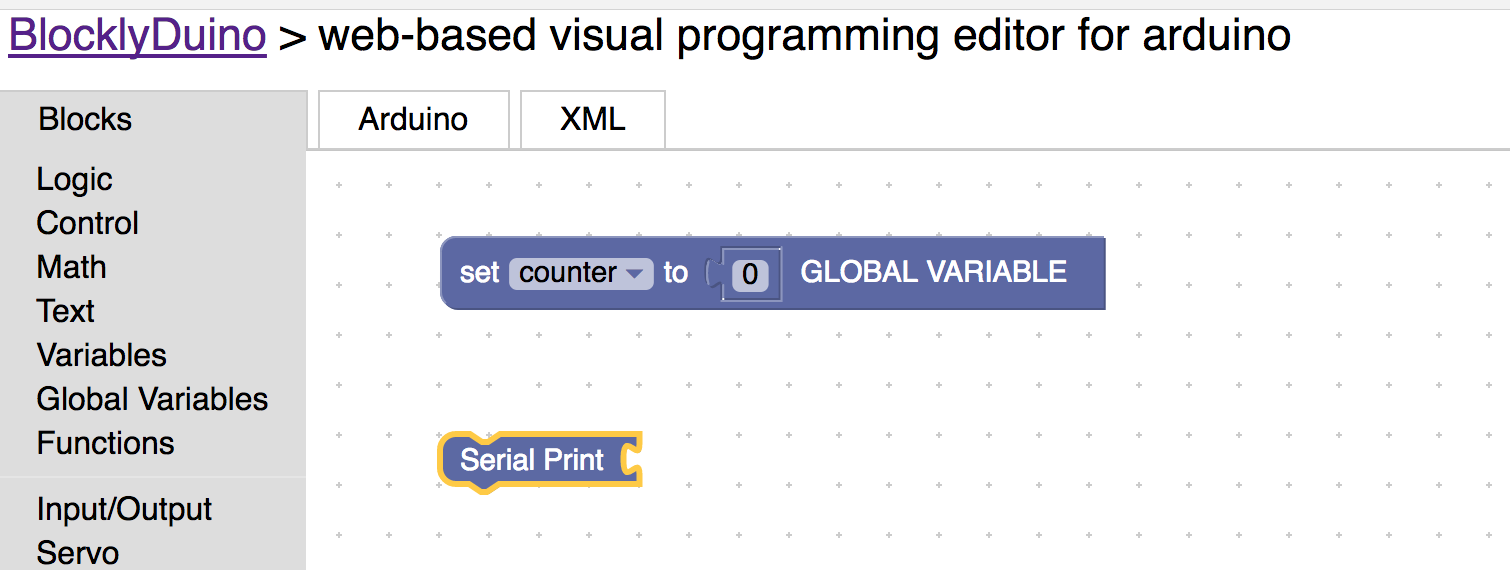 BlocklyDuino > web-based visual programming editor for arduino
Blocks
Arduino
XML
Logic
Control
Math
Text
Variables
Global Variables
Functions
Input/Output
Servo
set counter to 0 GLOBAL VARIABLE
Serial Print